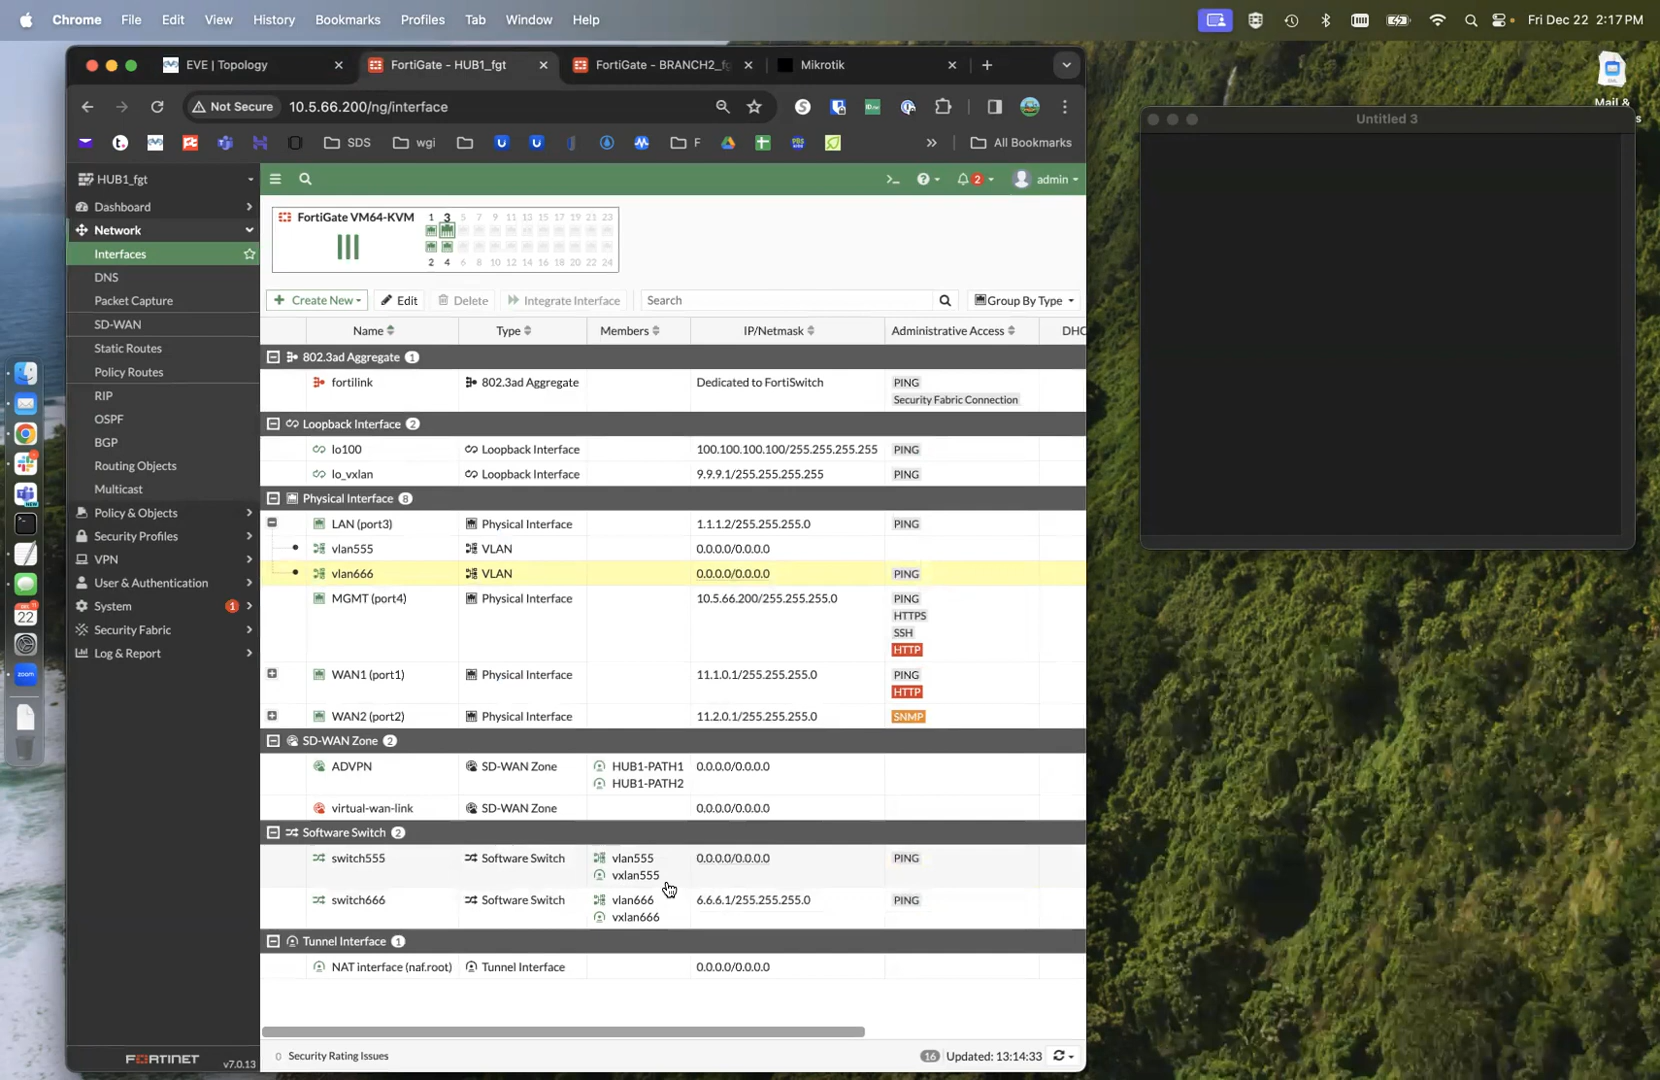 Chrome File Edit View History Bookmarks Profiles Tab Window Help Fri Dec 22 2:17 PM
EVE | Topology FortiGate - HUB1_fgt FortiGate - BRANCH2_f Mikrotik
Not Secure 10.5.66.200/ng/interface
SDS wgi F All Bookmarks
Untitled 3
Mail &
HUB1_fgt
Dashboard
Network
Interfaces
DNS
Packet Capture
SD-WAN
Static Routes
Policy Routes
RIP
OSPF
BGP
Routing Objects
Multicast
Policy & Objects
Security Profiles
VPN
User & Authentication
System 1
Security Fabric
Log & Report
FORTINET v7.0.13
2 admin
FortiGate VM64-KVM
1 3 5 7 9 11 13 15 17 19 21 23
2 4 6 8 10 12 14 16 18 20 22 24
Create New Edit Delete Integrate Interface Search Group By Type
Name Type Members IP/Netmask Administrative Access DHC
802.3ad Aggregate 1
fortilink 802.3ad Aggregate Dedicated to FortiSwitch PING
Security Fabric Connection
Loopback Interface 2
lo100 Loopback Interface 100.100.100.100/255.255.255.255 PING
lo_vxlan Loopback Interface 9.9.9.1/255.255.255.255 PING
Physical Interface 8
LAN (port3) Physical Interface 1.1.1.2/255.255.255.0 PING
vlan555 VLAN 0.0.0.0/0.0.0.0
vlan666 VLAN 0.0.0.0/0.0.0.0 PING
MGMT (port4) Physical Interface 10.5.66.200/255.255.255.0 PING
HTTPS
SSH
HTTP
WAN1 (port1) Physical Interface 11.1.0.1/255.255.255.0 PING
HTTP
WAN2 (port2) Physical Interface 11.2.0.1/255.255.255.0 SNMP
SD-WAN Zone 2
ADVPN SD-WAN Zone HUB1-PATH1 0.0.0.0/0.0.0.0
HUB1-PATH2
virtual-wan-link SD-WAN Zone 0.0.0.0/0.0.0.0
Software Switch 2
switch555 Software Switch vlan555 0.0.0.0/0.0.0.0 PING
vxlan555
switch666 Software Switch vlan666 6.6.6.1/255.255.255.0 PING
vxlan666
Tunnel Interface 1
NAT interface (naf.root) Tunnel Interface 0.0.0.0/0.0.0.0
0 Security Rating Issues 16 Updated: 13:14:33
DEC
22
zoom